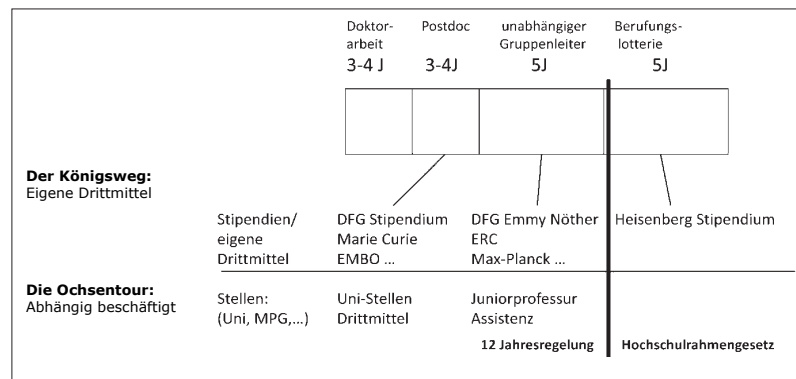 Doktor- Postdoc unabhängiger Berufungs-
arbeit Gruppenleiter lotterie
3-4 J 3-4J 5J 5J
Der Königsweg:
Eigene Drittmittel
Stipendien/ DFG Stipendium DFG Emmy Nöther Heisenberg Stipendium
eigene Marie Curie ERC
Drittmittel EMBO ... Max-Planck ...
Die Ochsentour:
Abhängig beschäftigt
Stellen: Uni-Stellen Juniorprofessur
(Uni, MPG,...) Drittmittel Assistenz
12 Jahresregelung Hochschulrahmengesetz